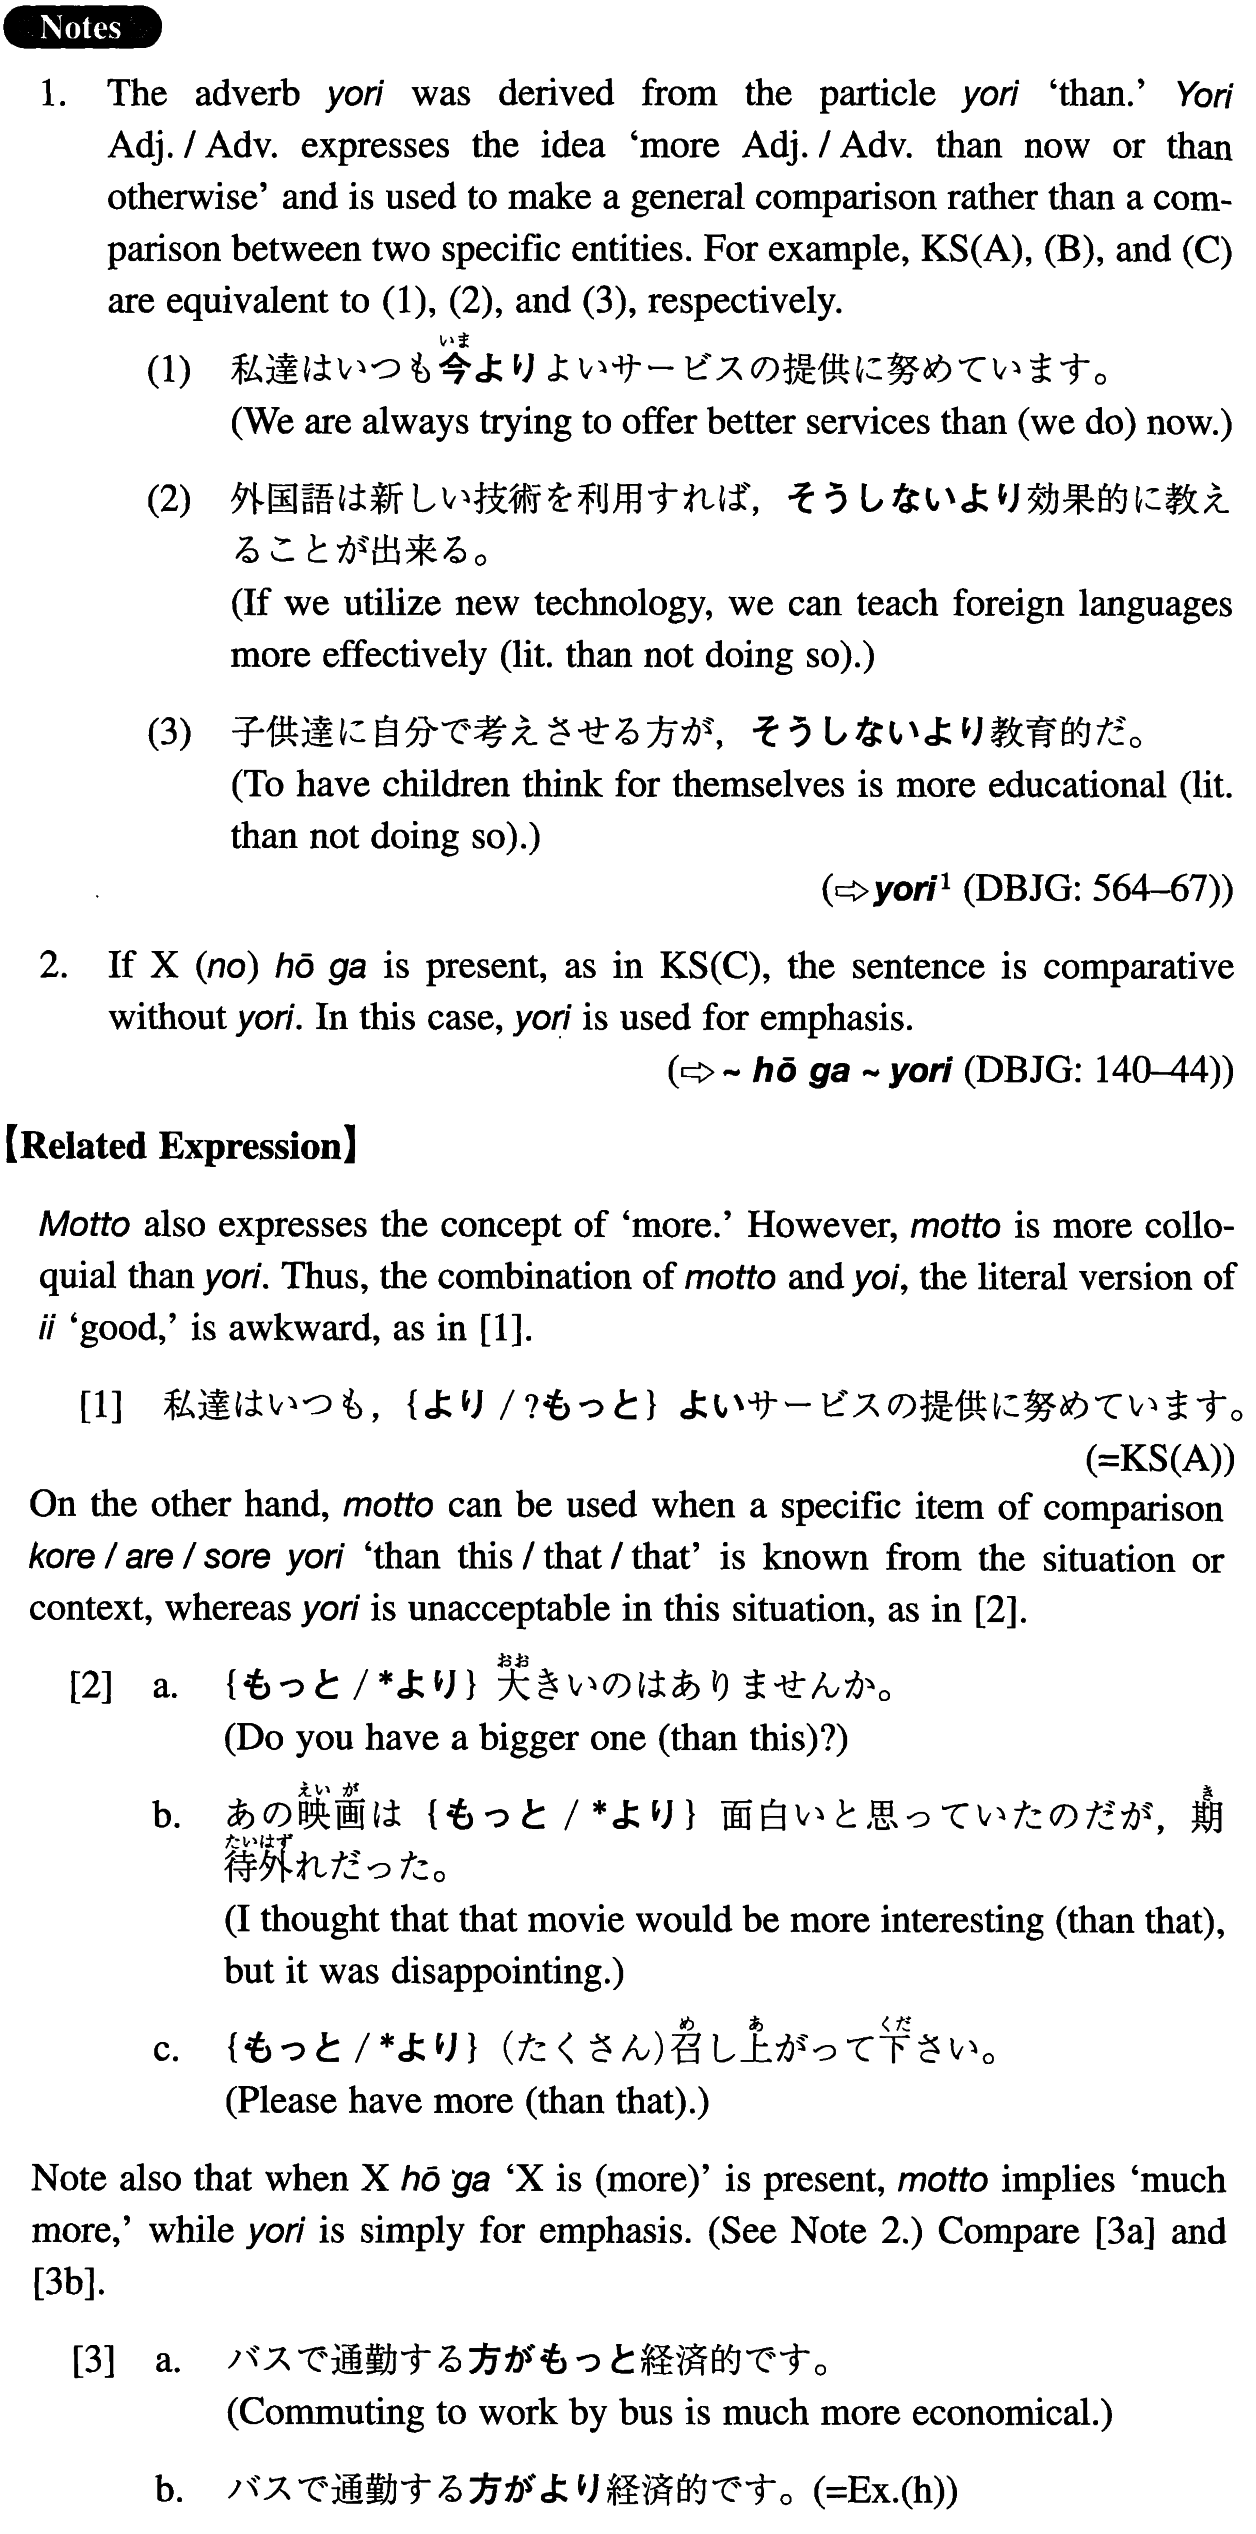 Notes
1. The adverb yori was derived from the particle yori ‘than.’ Yori
Adj. / Adv. expresses the idea ‘more Adj. / Adv. than now or than
otherwise’ and is used to make a general comparison rather than a com-
parison between two specific entities. For example, KS(A), (B), and (C)
are equivalent to (1), (2), and (3), respectively.
いま
(1) 私達はいつも今よりよいサービスの提供に努めています。
(We are always trying to offer better services than (we do) now.)
(2) 外国語は新しい技術を利用すれば，そうしないより効果的に教え
ることが出来る。
(If we utilize new technology, we can teach foreign languages
more effectively (lit. than not doing so).)
(3) 子供達に自分で考えさせる方が，そうしないより教育的だ。
(To have children think for themselves is more educational (lit.
than not doing so).)
(⇨yori¹ (DBJG: 564–67))
2. If X (no) hō ga is present, as in KS(C), the sentence is comparative
without yori. In this case, yori is used for emphasis.
(⇨~ hō ga ~ yori (DBJG: 140–44))
【Related Expression】
Motto also expresses the concept of ‘more.’ However, motto is more collo-
quial than yori. Thus, the combination of motto and yoi, the literal version of
ii ‘good,’ is awkward, as in [1].
[1] 私達はいつも，{より / ?もっと} よいサービスの提供に努めています。
(=KS(A))
On the other hand, motto can be used when a specific item of comparison
kore / are / sore yori ‘than this / that / that’ is known from the situation or
context, whereas yori is unacceptable in this situation, as in [2].
おお
[2] a. {もっと / *より} 大きいのはありませんか。
(Do you have a bigger one (than this)?)
えい が き
b. あの映画は {もっと / *より} 面白いと思っていたのだが，期
たいはず
待外れだった。
(I thought that that movie would be more interesting (than that),
but it was disappointing.)
め あ くだ
c. {もっと / *より} (たくさん)召し上がって下さい。
(Please have more (than that).)
Note also that when X hō ga ‘X is (more)’ is present, motto implies ‘much
more,’ while yori is simply for emphasis. (See Note 2.) Compare [3a] and
[3b].
[3] a. バスで通勤する方がもっと経済的です。
(Commuting to work by bus is much more economical.)
b. バスで通勤する方がより経済的です。(=Ex.(h))